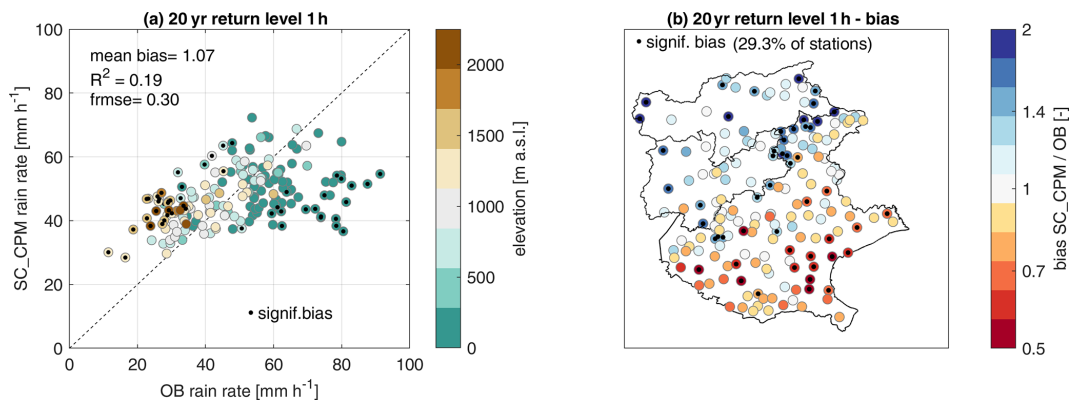 (a) 20 yr return level 1 h
mean bias= 1.07
R² = 0.19
frmse= 0.30
signif.bias
SC_CPM rain rate [mm h⁻¹]
100
80
60
40
20
0
0 20 40 60 80 100
OB rain rate [mm h⁻¹]
2000
1500
1000
500
0
elevation [m a.s.l.]
(b) 20 yr return level 1 h - bias
signif. bias (29.3% of stations)
2
1.4
1
0.7
0.5
bias SC_CPM / OB [-]